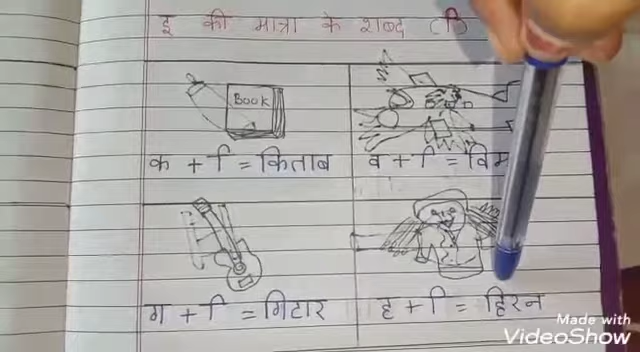 इ की मात्रा के शब्द (ि)
Book
क + ि = किताब
व + ि =
ग + ि = गिटार
ह + ि = हिरन
Made with
VideoShow